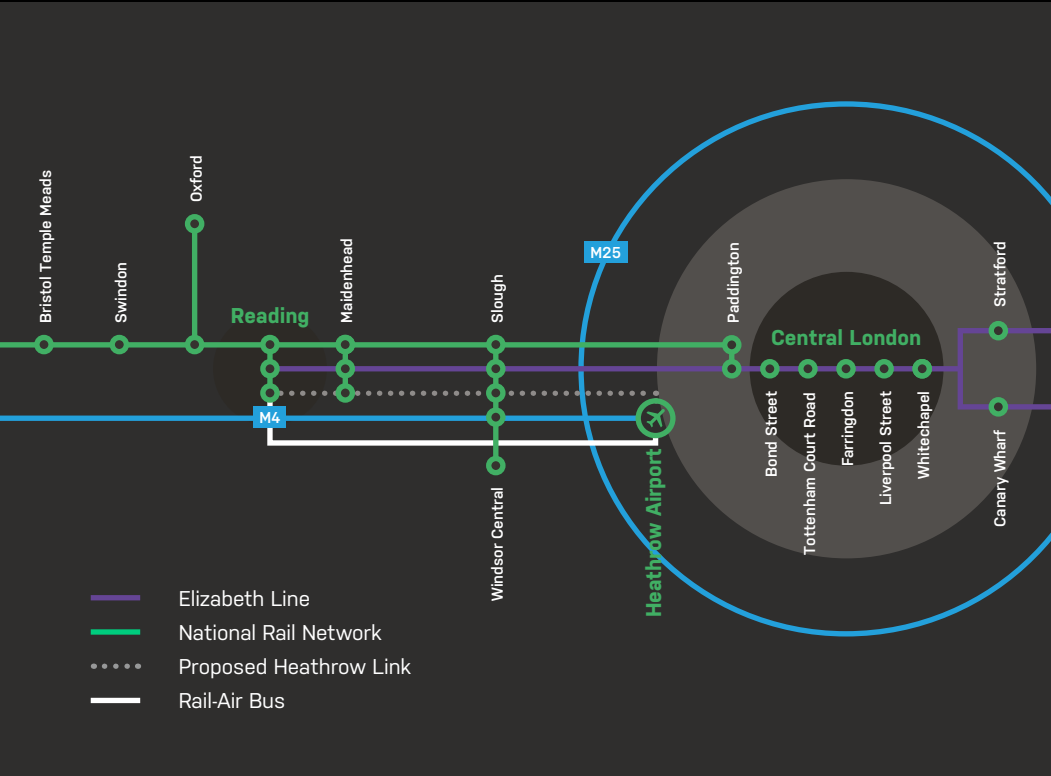 Bristol Temple Meads
Swindon
Oxford
Reading
Maidenhead
Slough
M25
Paddington
Central London
Stratford
M4
Bond Street
Tottenham Court Road
Farringdon
Liverpool Street
Whitechapel
Canary Wharf
Windsor Central
Heathrow Airport
Elizabeth Line
National Rail Network
Proposed Heathrow Link
Rail-Air Bus